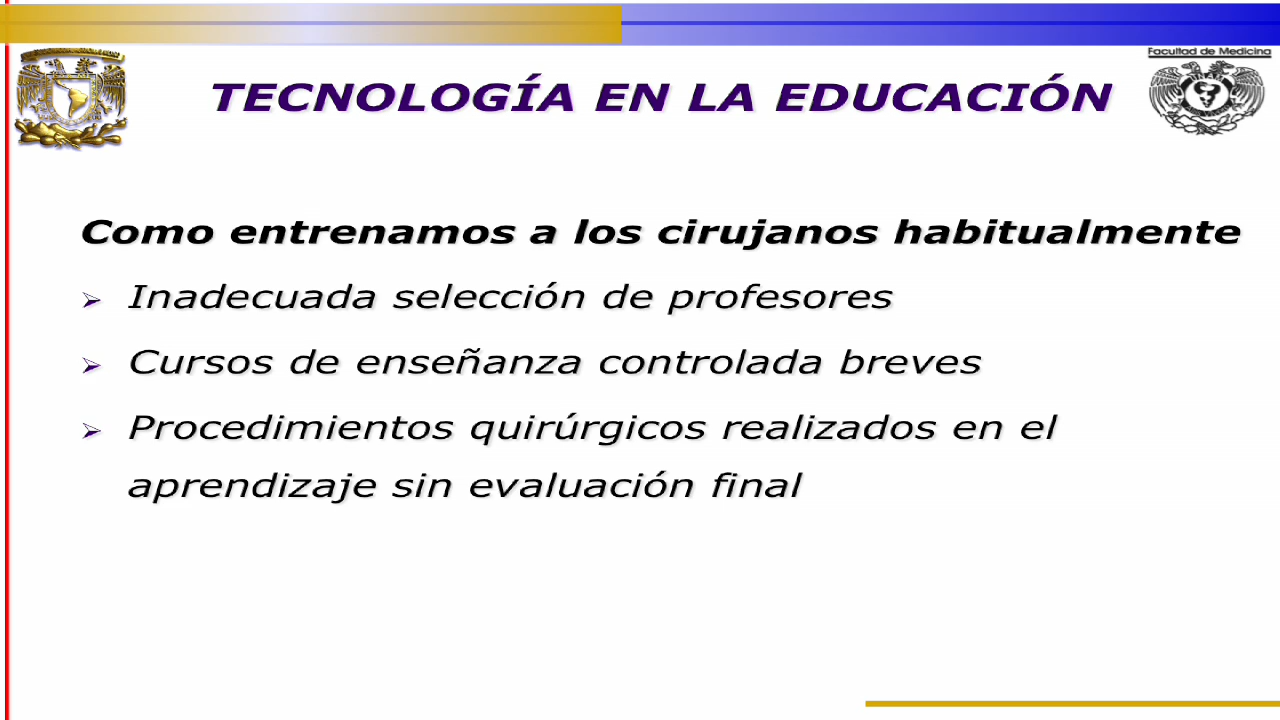 Facultad de Medicina
TECNOLOGÍA EN LA EDUCACIÓN
Como entrenamos a los cirujanos habitualmente
Inadecuada selección de profesores
Cursos de enseñanza controlada breves
Procedimientos quirúrgicos realizados en el
aprendizaje sin evaluación final